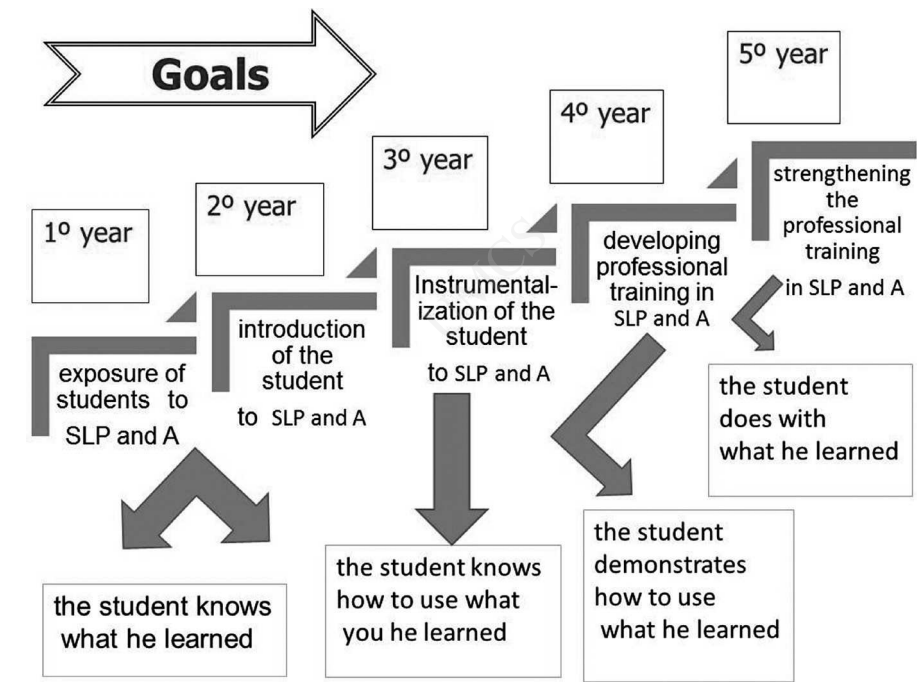 Goals
1º year
exposure of
students to
SLP and A
2º year
introduction
of the
student
to SLP and A
3º year
Instrumental-
ization of the
student
to SLP and A
4º year
developing
professional
training in
SLP and A
5º year
strengthening
the
professional
training
in SLP and A
the student knows
what he learned
the student knows
how to use what
you he learned
the student
demonstrates
how to use
what he learned
the student
does with
what he learned